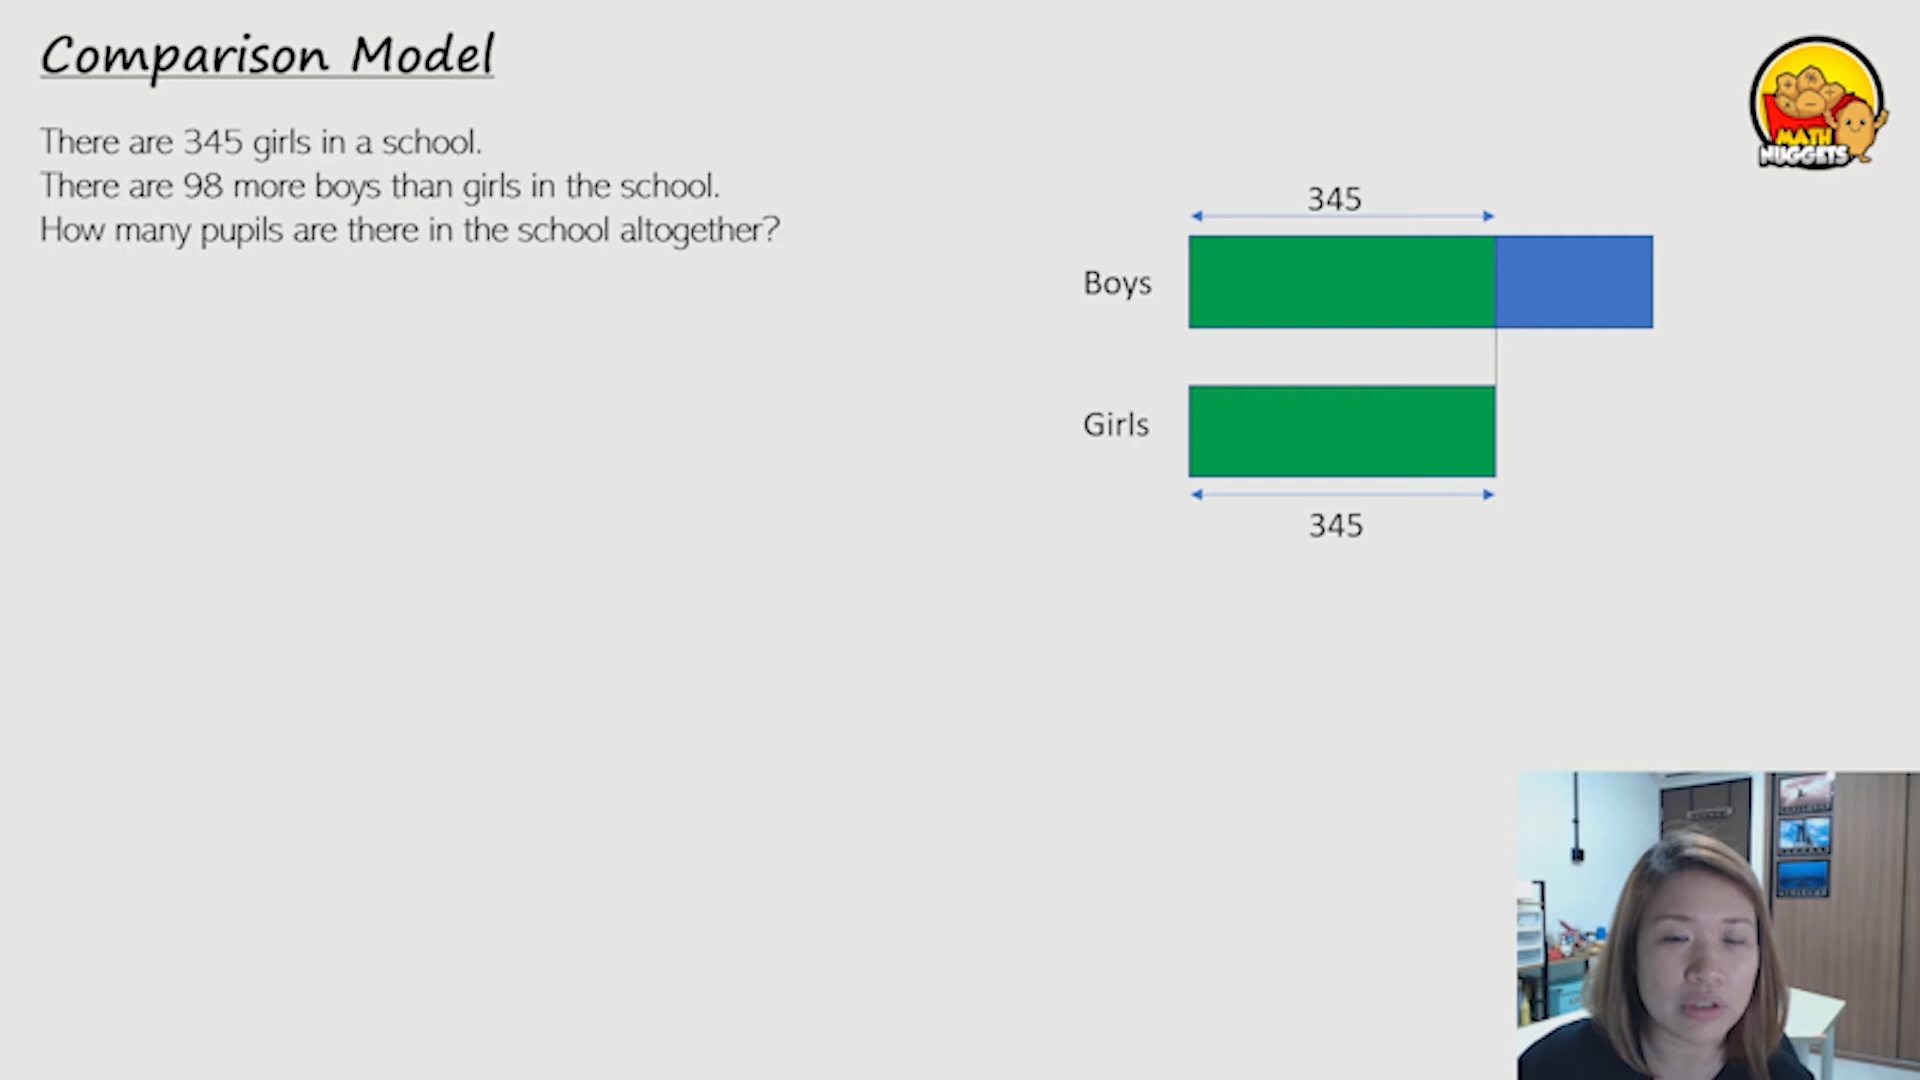 Comparison Model
There are 345 girls in a school.
There are 98 more boys than girls in the school.
How many pupils are there in the school altogether?
MATH
NUGGETS
345
Boys
Girls
345